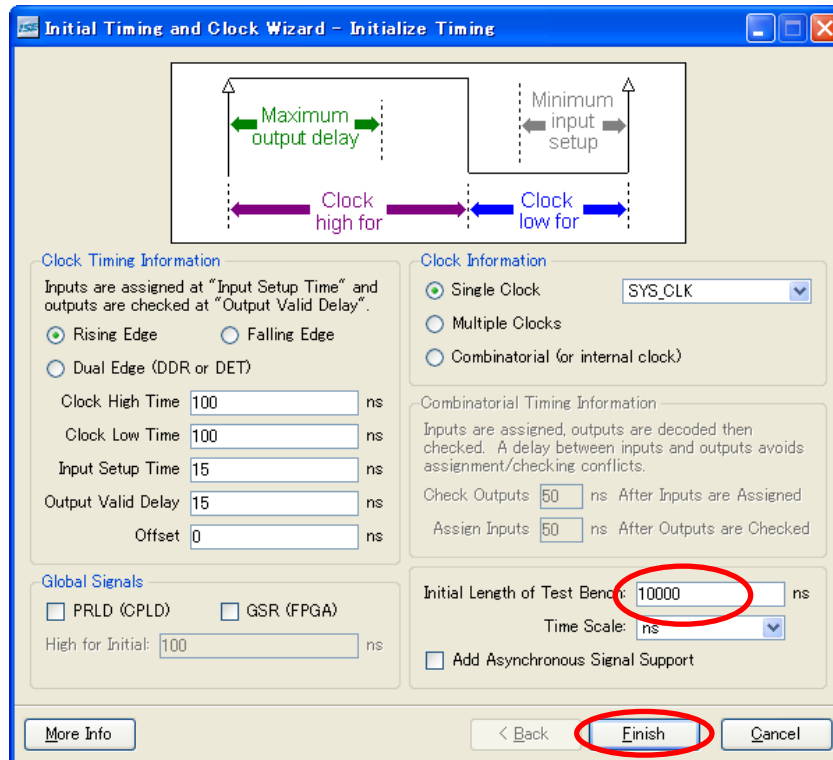 ISE Initial Timing and Clock Wizard - Initialize Timing
Maximum
output delay
Minimum
input
setup
Clock
high for
Clock
low for
Clock Timing Information
Inputs are assigned at "Input Setup Time" and
outputs are checked at "Output Valid Delay".
Rising Edge
Falling Edge
Dual Edge (DDR or DET)
Clock High Time 100 ns
Clock Low Time 100 ns
Input Setup Time 15 ns
Output Valid Delay 15 ns
Offset 0 ns
Global Signals
PRLD (CPLD)
GSR (FPGA)
High for Initial: 100 ns
Clock Information
Single Clock SYS_CLK
Multiple Clocks
Combinatorial (or internal clock)
Combinatorial Timing Information
Inputs are assigned, outputs are decoded then
checked. A delay between inputs and outputs avoids
assignment/checking conflicts.
Check Outputs 50 ns After Inputs are Assigned
Assign Inputs 50 ns After Outputs are Checked
Initial Length of Test Bench: 10000 ns
Time Scale: ns
Add Asynchronous Signal Support
More Info
< Back
Finish
Cancel